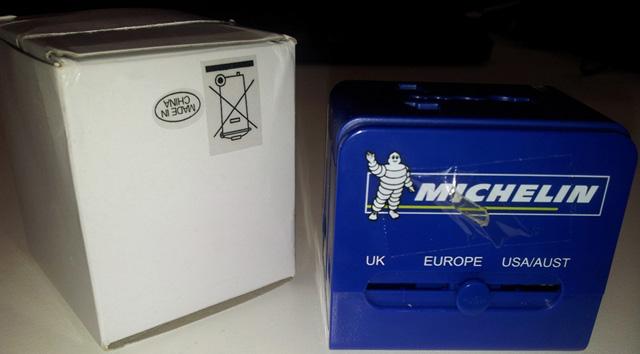 MADE IN
CHINA
MICHELIN
UK EUROPE USA/AUST